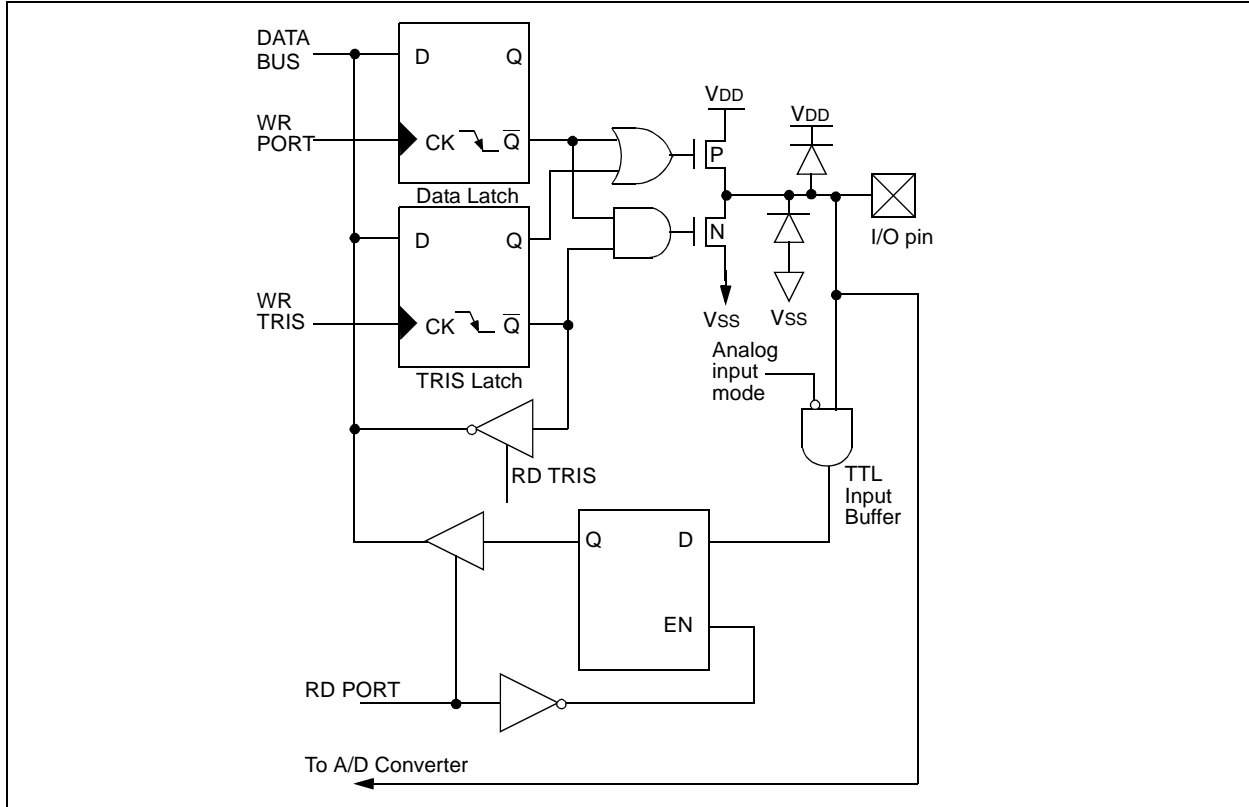 DATA
BUS
D
Q
WR
PORT
CK
Q
Data Latch
VDD
P
VDD
D
Q
N
I/O pin
WR
TRIS
CK
Q
TRIS Latch
VSS
VSS
Analog
input
mode
RD TRIS
TTL
Input
Buffer
Q
D
EN
RD PORT
To A/D Converter